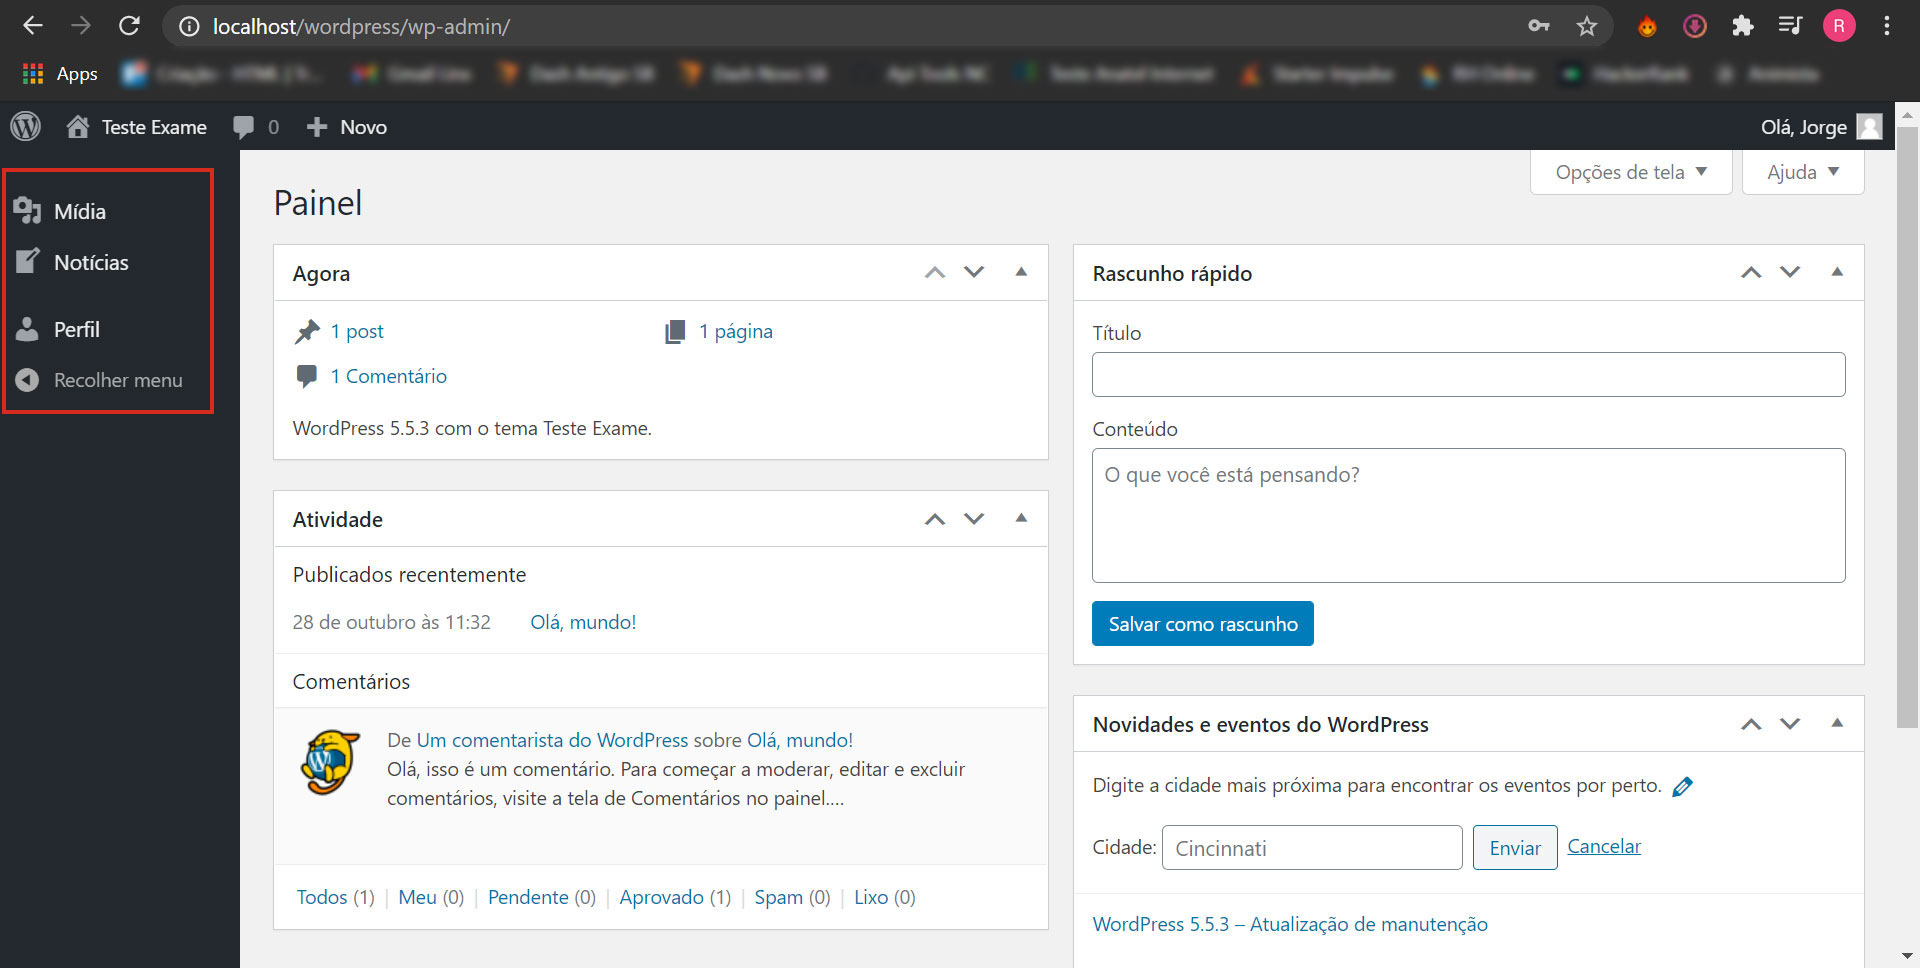 localhost/wordpress/wp-admin/
R
Apps
Teste Exame
0
Novo
Olá, Jorge
Mídia
Notícias
Perfil
Recolher menu
Opções de tela
Ajuda
Painel
Agora
1 post
1 página
1 Comentário
WordPress 5.5.3 com o tema Teste Exame.
Atividade
Publicados recentemente
28 de outubro às 11:32 Olá, mundo!
Comentários
De Um comentarista do WordPress sobre Olá, mundo!
Olá, isso é um comentário. Para começar a moderar, editar e excluir
comentários, visite a tela de Comentários no painel.…
Todos (1) | Meu (0) | Pendente (0) | Aprovado (1) | Spam (0) | Lixo (0)
Rascunho rápido
Título
Conteúdo
O que você está pensando?
Salvar como rascunho
Novidades e eventos do WordPress
Digite a cidade mais próxima para encontrar os eventos por perto.
Cidade: Cincinnati Enviar Cancelar
WordPress 5.5.3 – Atualização de manutenção